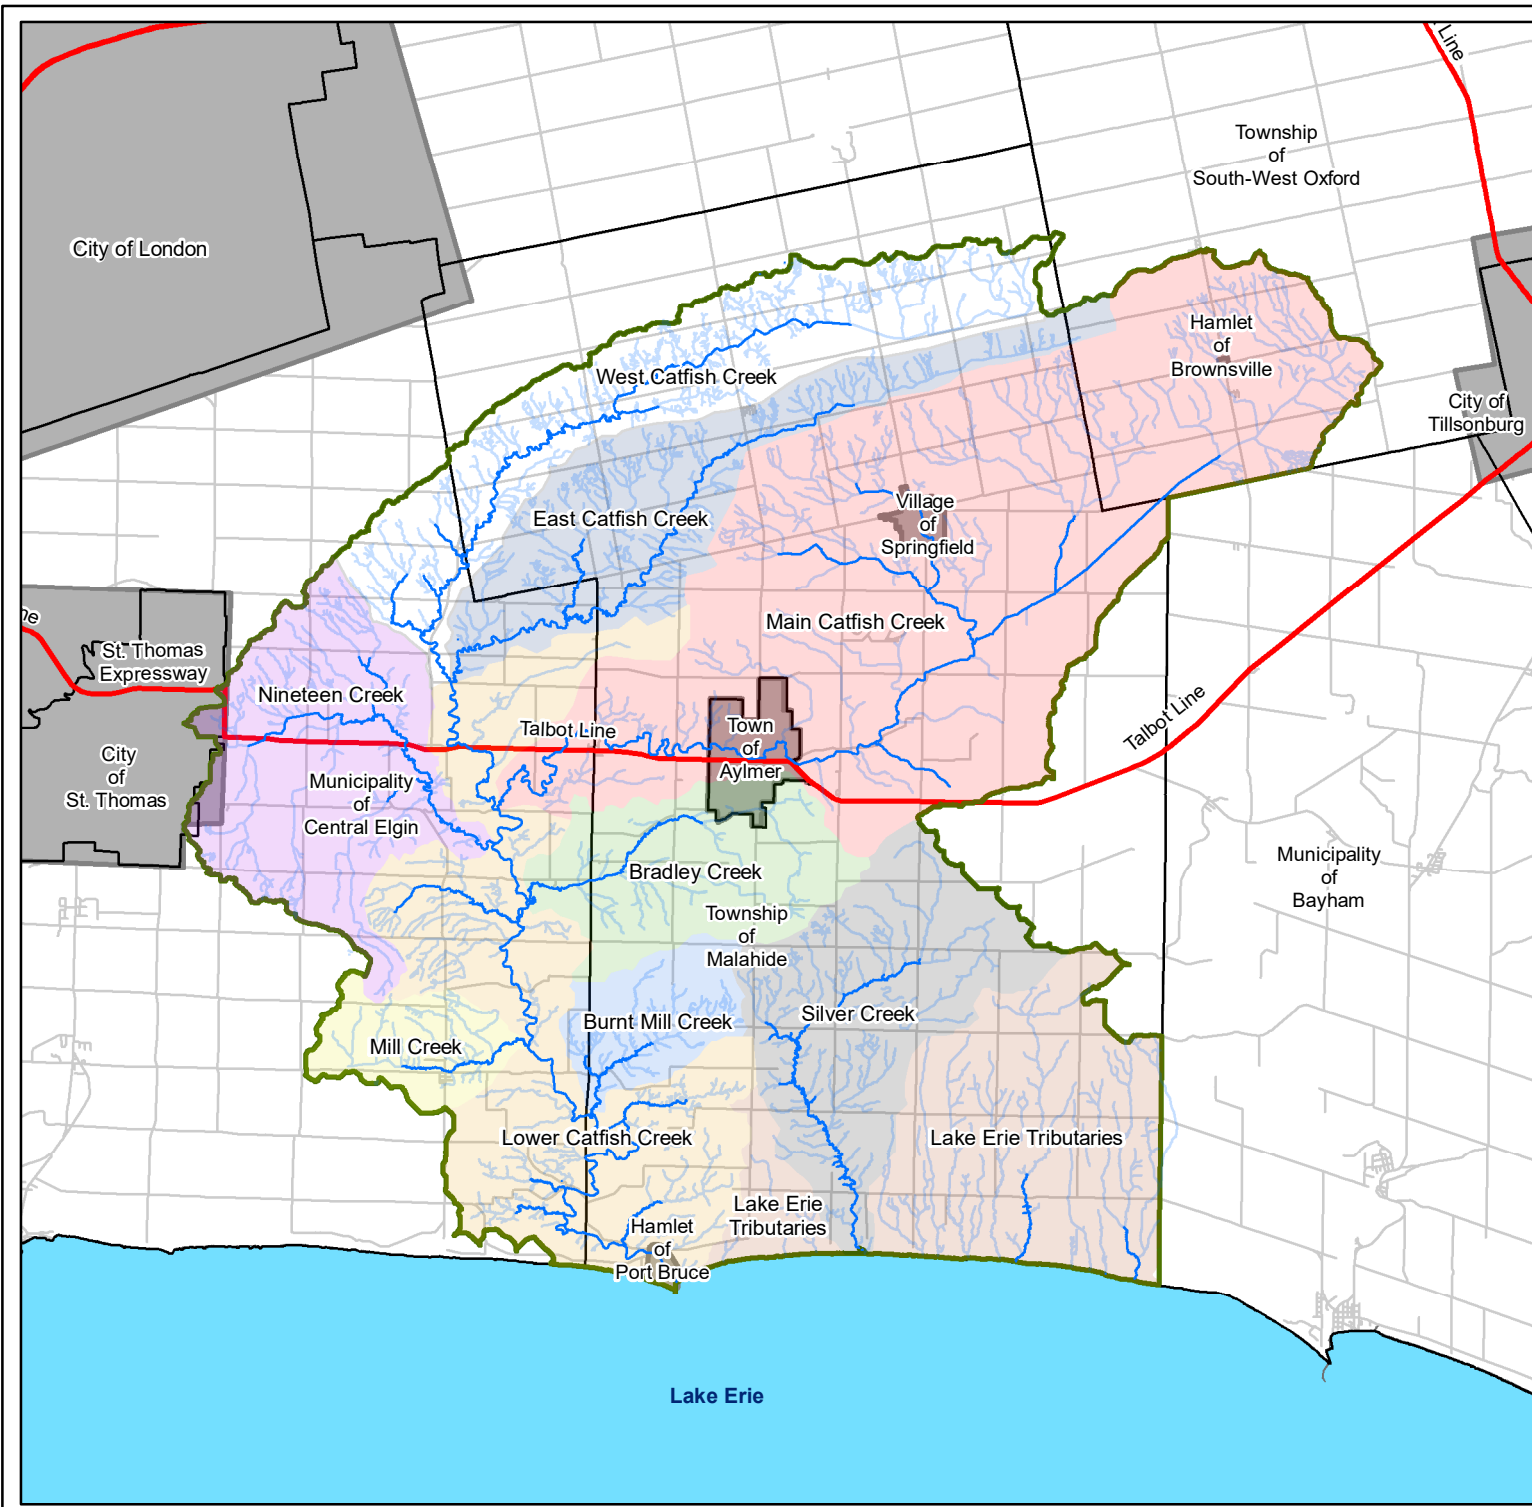 Line
Township
of
South-West Oxford
City of London
Hamlet
of
Brownsville
West Catfish Creek
City of
Tillsonburg
East Catfish Creek
Village
of
Springfield
ne
Main Catfish Creek
St. Thomas
Expressway
Nineteen Creek
Talbot Line
Talbot Line
Town
of
Aylmer
City
of
St. Thomas
Municipality
of
Central Elgin
Bradley Creek
Municipality
of
Bayham
Township
of
Malahide
Silver Creek
Burnt Mill Creek
Mill Creek
Lower Catfish Creek
Lake Erie Tributaries
Lake Erie
Tributaries
Hamlet
of
Port Bruce
Lake Erie